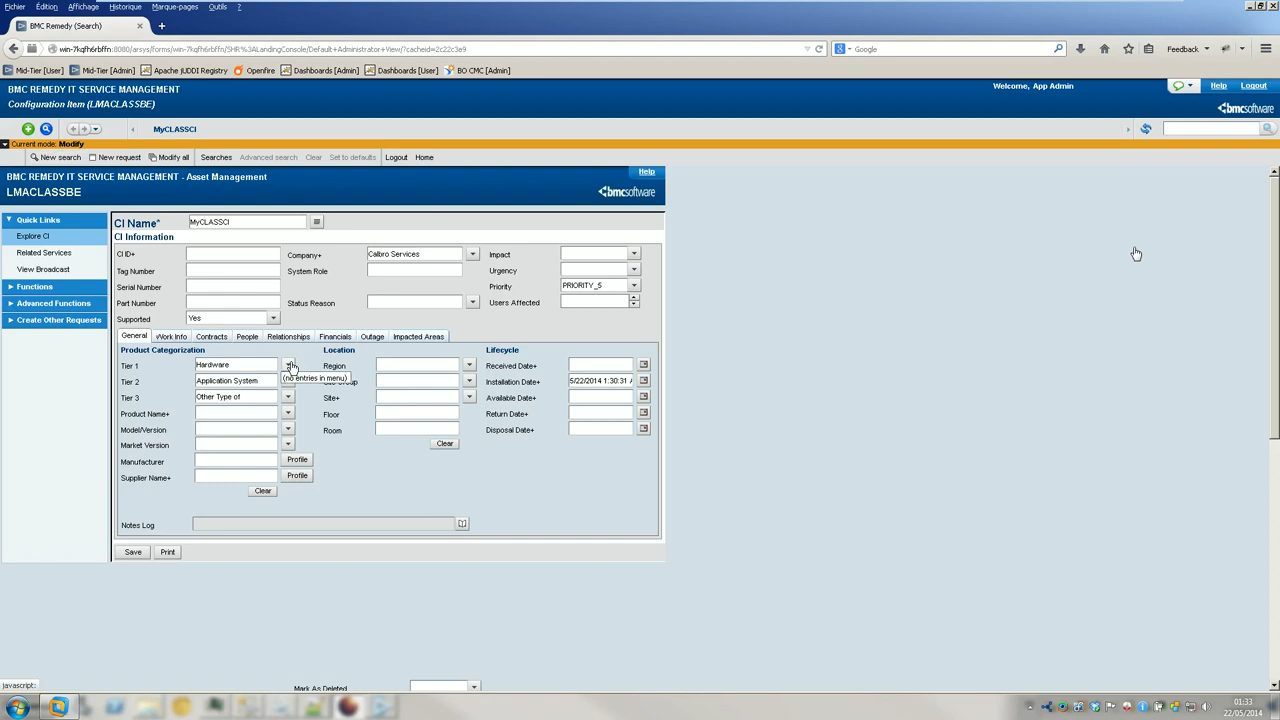 Fichier Édition Affichage Historique Marque-pages Outils ?
BMC Remedy (Search)
win-7kqfh6rbffn:8080/arsys/forms/win-7kqfh6rbffn/SHR%3ALandingConsole/Default+Administrator+View/?cacheid=2c22c3e9
Google
Feedback
Mid-Tier [User] Mid-Tier [Admin] Apache jUDDI Registry Openfire Dashboards [Admin] Dashboards [User] BO CMC [Admin]
BMC REMEDY IT SERVICE MANAGEMENT
Welcome, App Admin
Help Logout
Configuration Item (LMACLASSBE)
bmcsoftware
MyCLASSCI
Current mode: Modify
New search New request Modify all Searches Advanced search Clear Set to defaults Logout Home
BMC REMEDY IT SERVICE MANAGEMENT - Asset Management
Help
LMACLASSBE
bmcsoftware
Quick Links
Explore CI
Related Services
View Broadcast
Functions
Advanced Functions
Create Other Requests
CI Name* MyCLASSCI
CI Information
CI ID+ Company+ Calbro Services Impact
Tag Number System Role Urgency
Serial Number Priority PRIORITY_5
Part Number Status Reason Users Affected
Supported Yes
General Work Info Contracts People Relationships Financials Outage Impacted Areas
Product Categorization Location Lifecycle
Tier 1 Hardware Region Received Date+
(no entries in menu)
Tier 2 Application System Installation Date+ 5/22/2014 1:30:31
Tier 3 Other Type of Site+ Available Date+
Product Name+ Floor Return Date+
Model/Version Room Disposal Date+
Market Version Clear
Manufacturer Profile
Supplier Name+ Profile
Clear
Notes Log
Save Print
Mark As Deleted
javascript:
01:33
22/05/2014